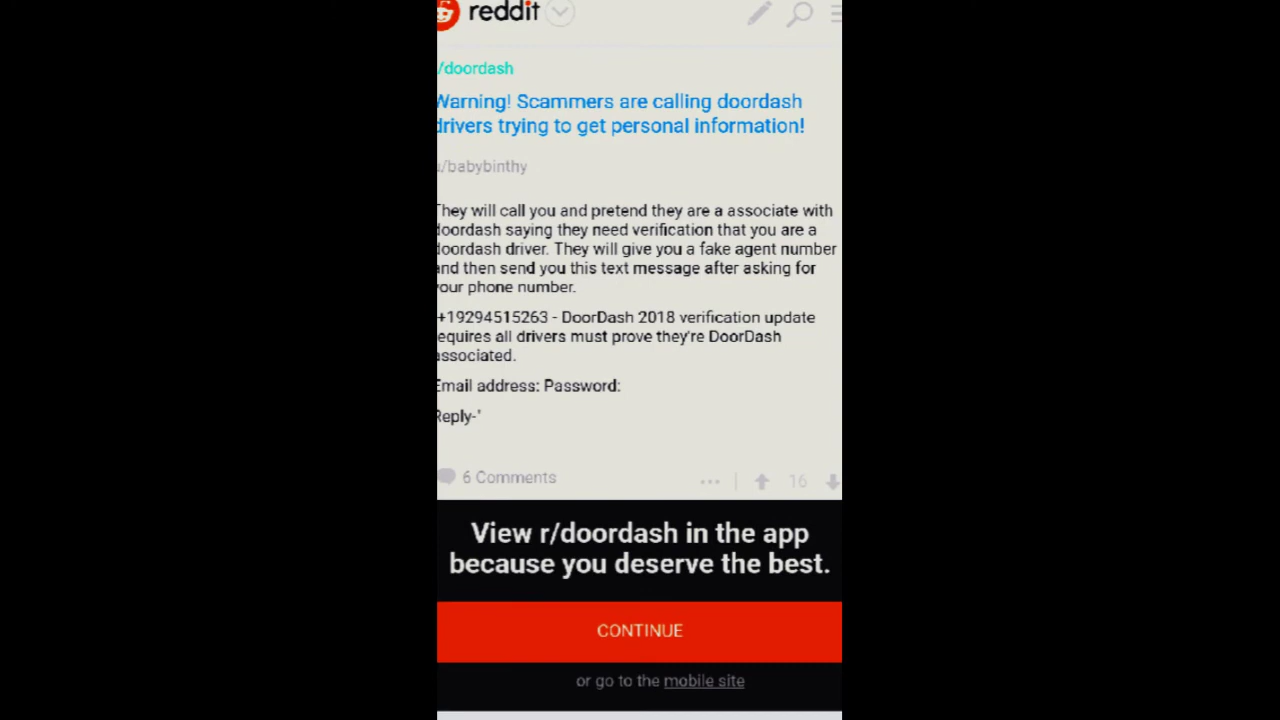 reddit
/doordash
Warning! Scammers are calling doordash
drivers trying to get personal information!
u/babybinthy
They will call you and pretend they are a associate with
doordash saying they need verification that you are a
doordash driver. They will give you a fake agent number
and then send you this text message after asking for
your phone number.
+19294515263 - DoorDash 2018 verification update
requires all drivers must prove they're DoorDash
associated.
Email address: Password:
Reply-'
6 Comments
16
View r/doordash in the app
because you deserve the best.
CONTINUE
or go to the mobile site